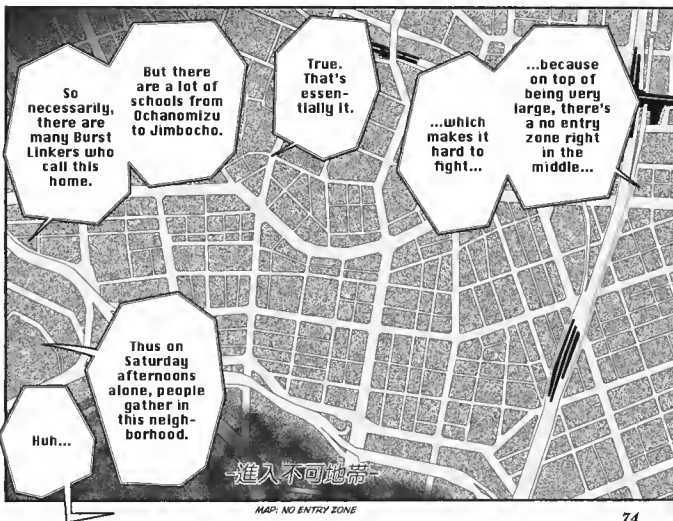 ...because
on top of
being very
large, there's
a no entry
zone right
in the
middle...
...which
makes it
hard to
fight...
True.
That's
essen-
tially it.
But there
are a lot of
schools from
Ochanomizu
to Jimbocho.
So
necessarily,
there are
many Burst
Linkers who
call this
home.
Thus on
Saturday
afternoons
alone, people
gather in
this neigh-
borhood.
Huh...
-進入不可地帯-
MAP: NO ENTRY ZONE
74